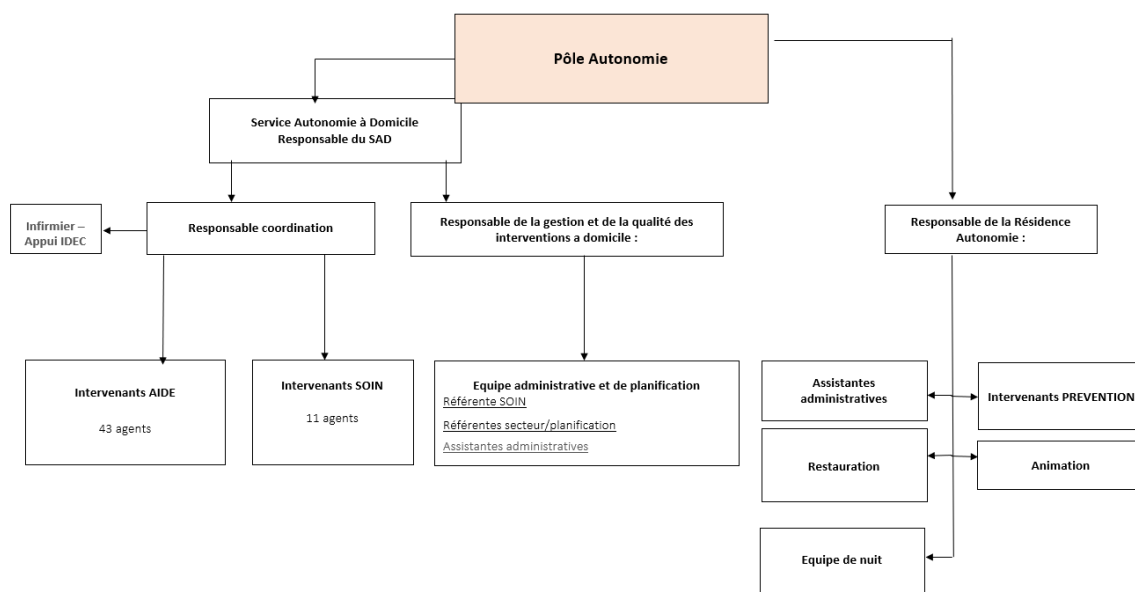 Pôle Autonomie
Service Autonomie à Domicile
Responsable du SAD
Infirmier –
Appui IDEC
Responsable coordination
Responsable de la gestion et de la qualité des
interventions a domicile :
Responsable de la Résidence
Autonomie :
Intervenants AIDE
43 agents
Intervenants SOIN
11 agents
Equipe administrative et de planification
Référente SOIN
Référentes secteur/planification
Assistantes administratives
Assistantes
administratives
Intervenants PREVENTION
Restauration
Animation
Equipe de nuit